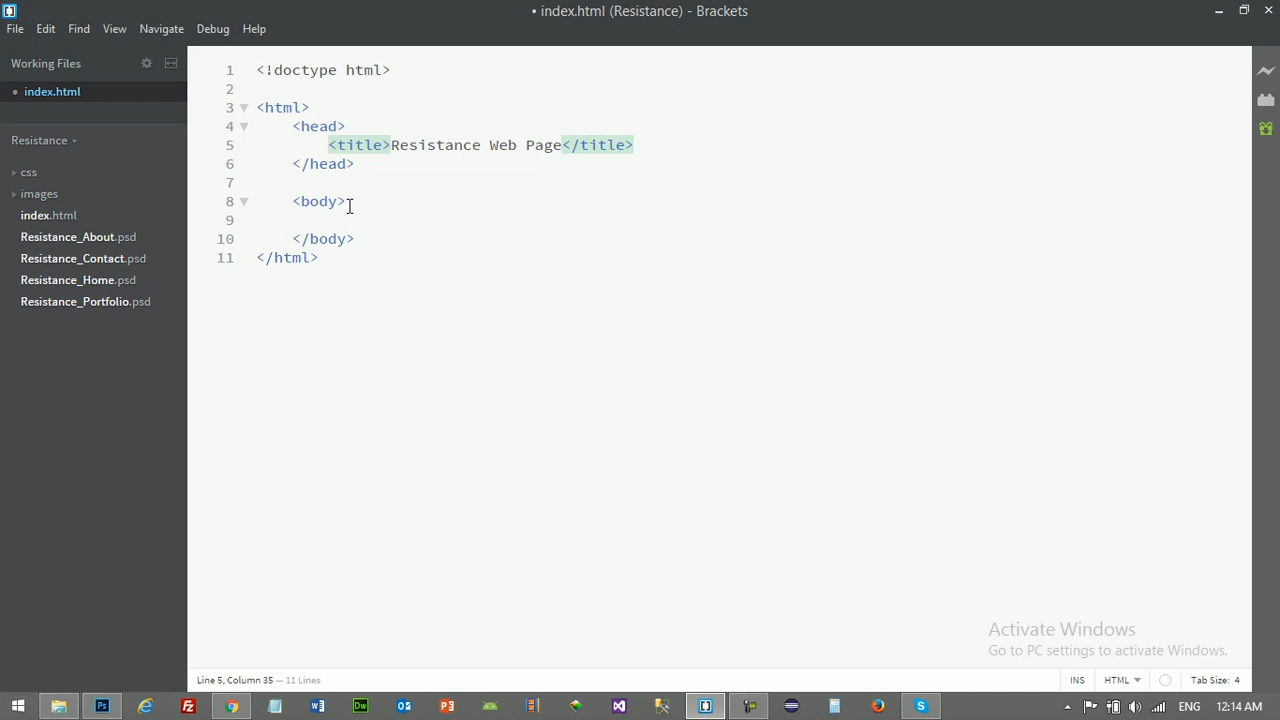 • index.html (Resistance) - Brackets
File Edit Find View Navigate Debug Help
Working Files
• index.html
Resistance
css
images
index.html
Resistance_About.psd
Resistance_Contact.psd
Resistance_Home.psd
Resistance_Portfolio.psd
1 <!doctype html>
2
3 <html>
4 <head>
5 <title>Resistance Web Page</title>
6 </head>
7
8 <body>
9
10 </body>
11 </html>
Activate Windows
Go to PC settings to activate Windows.
Line 5, Column 35 — 11 Lines
INS HTML Tab Size: 4
ENG 12:14 AM